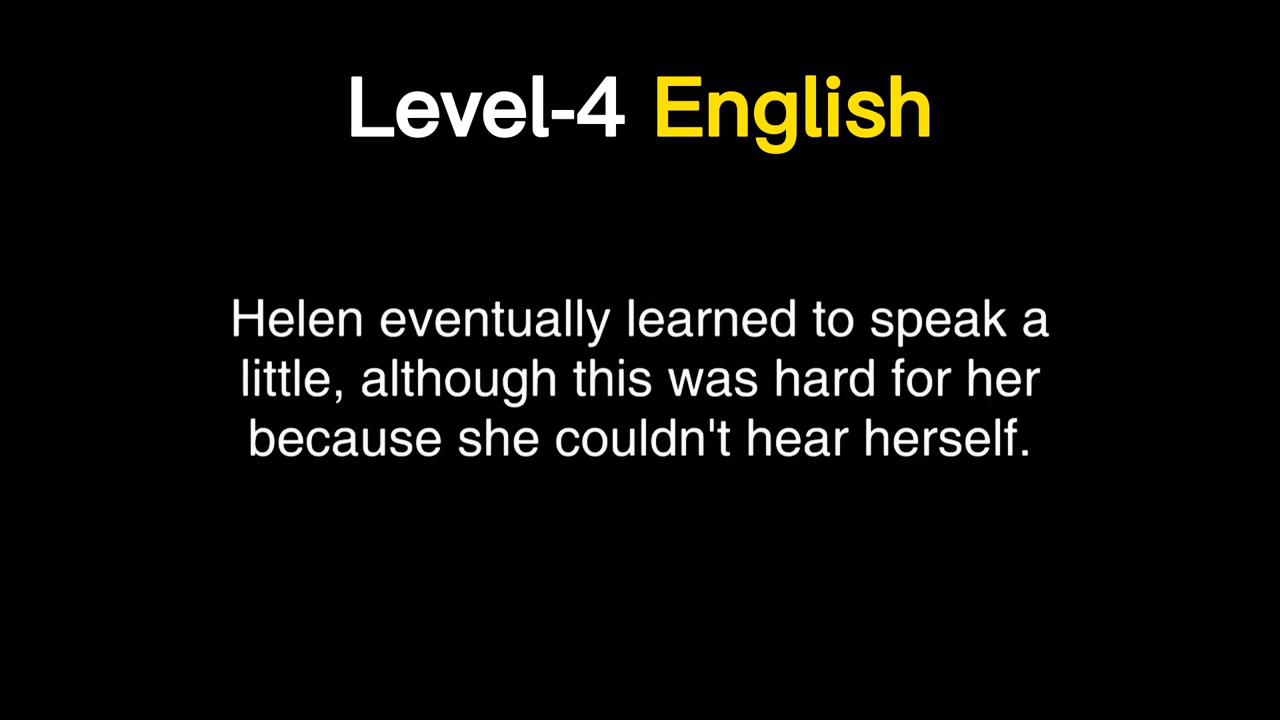 Level-4 English
Helen eventually learned to speak a
little, although this was hard for her
because she couldn't hear herself.